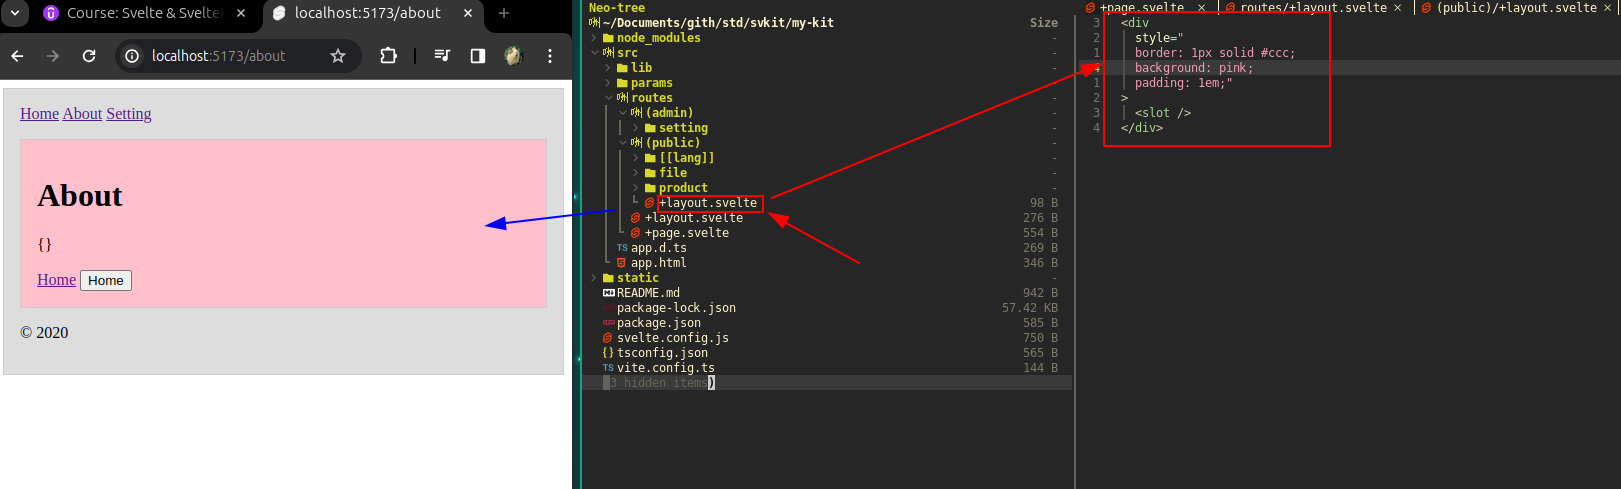 Course: Svelte & Svelte
localhost:5173/about
localhost:5173/about
Home About Setting
About
{}
Home Home
© 2020
Neo-tree
~/Documents/gith/std/svkit/my-kit Size
node_modules -
src -
lib -
params -
routes -
(admin) -
setting -
(public) -
[[lang]] -
file -
product -
+layout.svelte 98 B
+layout.svelte 276 B
+page.svelte 554 B
TS app.d.ts 269 B
app.html 346 B
static -
README.md 942 B
package-lock.json 57.42 KB
package.json 585 B
svelte.config.js 750 B
{} tsconfig.json 565 B
TS vite.config.ts 144 B
3 hidden items)
+page.svelte × routes/+layout.svelte × (public)/+layout.svelte ×
3 <div
2 style="
1 border: 1px solid #ccc;
4 background: pink;
1 padding: 1em;"
2 >
3 <slot />
4 </div>